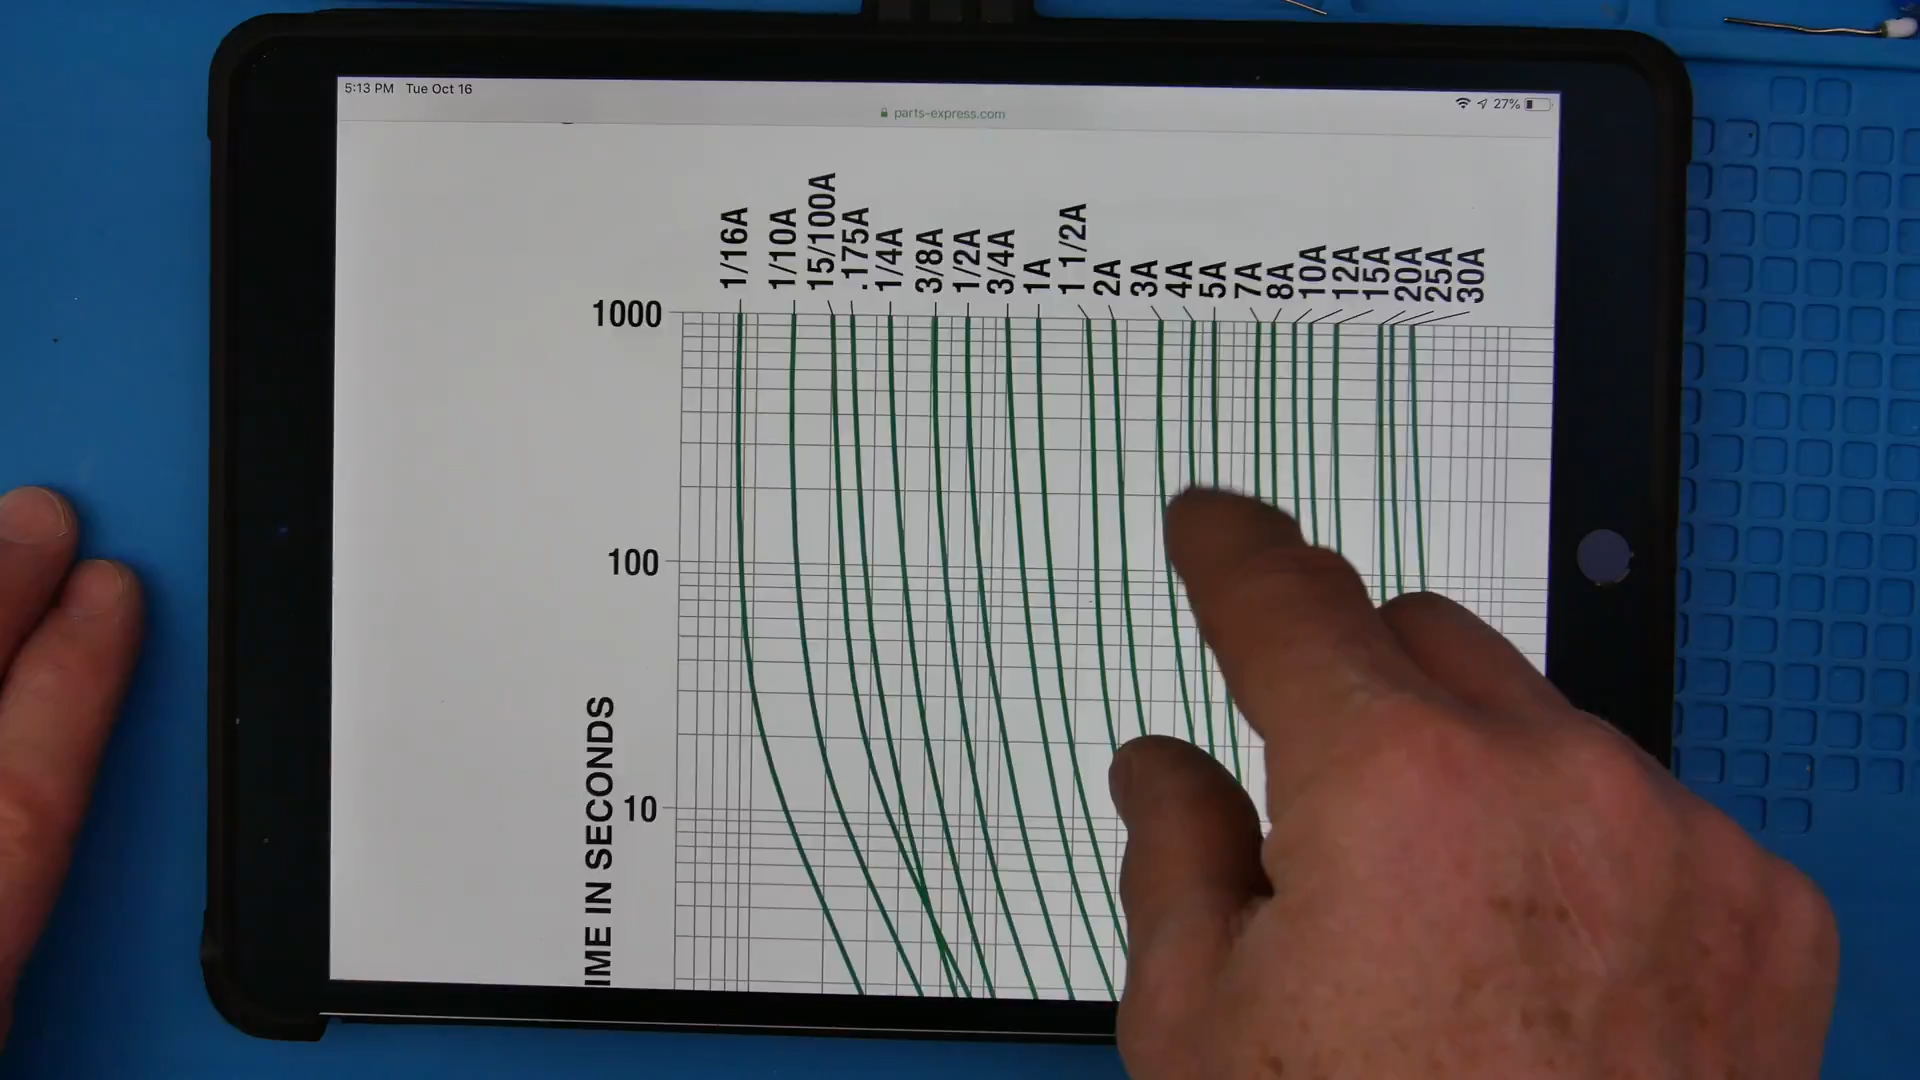 5:13 PM Tue Oct 16
27%
parts-express.com
1/16A
1/10A
15/100A
.175A
1/4A
3/8A
1/2A
3/4A
1A
1 1/2A
2A
3A
4A
5A
7A
8A
10A
12A
15A
20A
25A
30A
1000
100
10
IME IN SECONDS